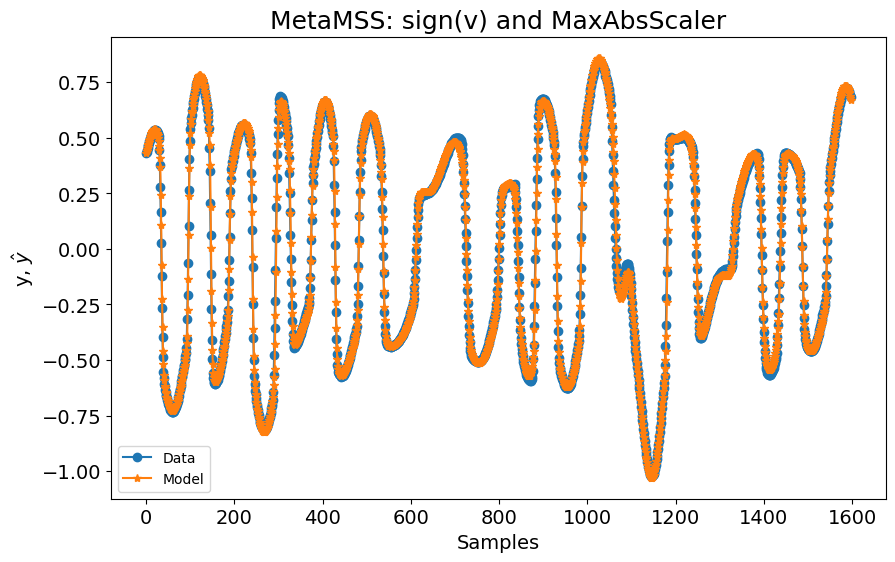 MetaMSS: sign(v) and MaxAbsScaler
y, ŷ
0.75
0.50
0.25
0.00
−0.25
−0.50
−0.75
−1.00
Data
Model
0 200 400 600 800 1000 1200 1400 1600
Samples